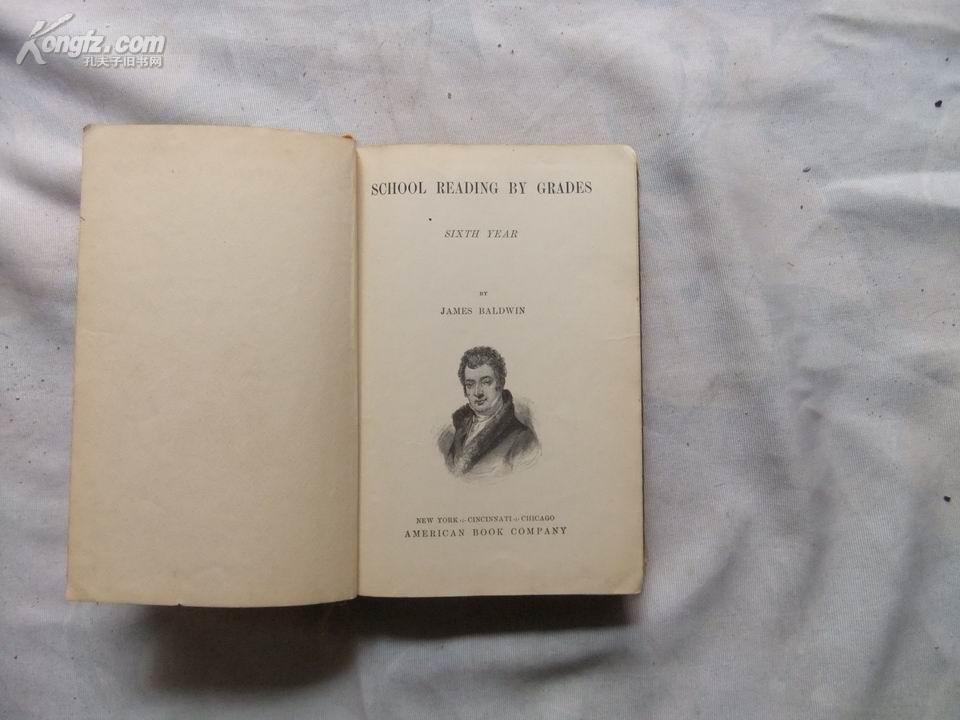 Kongfz.com
孔夫子旧书网
SCHOOL READING BY GRADES
SIXTH YEAR
BY
JAMES BALDWIN
NEW YORK CINCINNATI CHICAGO
AMERICAN BOOK COMPANY